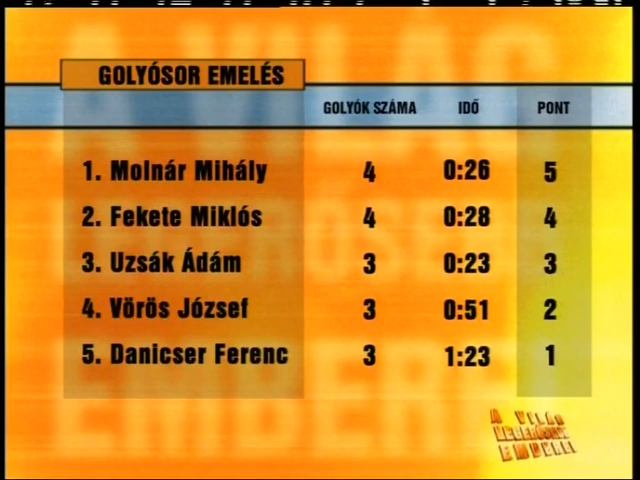 GOLYÓSOR EMELÉS
GOLYÓK SZÁMA IDŐ PONT
1. Molnár Mihály 4 0:26 5
2. Fekete Miklós 4 0:28 4
3. Uzsák Ádám 3 0:23 3
4. Vörös József 3 0:51 2
5. Danicser Ferenc 3 1:23 1
A VILÁG
EMBEREI